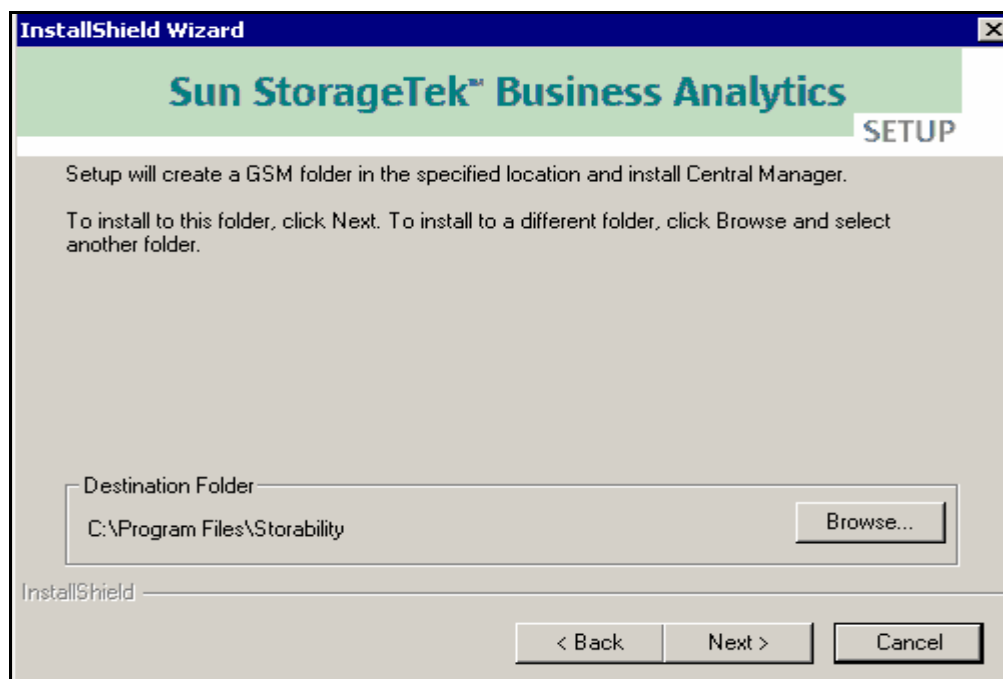 InstallShield Wizard
Sun StorageTek™ Business Analytics
SETUP
Setup will create a GSM folder in the specified location and install Central Manager.
To install to this folder, click Next. To install to a different folder, click Browse and select
another folder.
Destination Folder
C:\Program Files\Storability
Browse...
InstallShield
< Back
Next >
Cancel